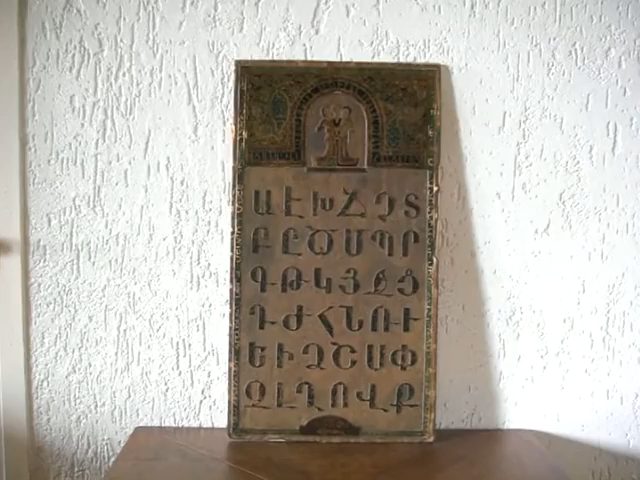 Ա Է Խ Ճ Չ Տ
Բ Ը Ծ Մ Պ Ր
Գ Թ Կ Յ Ջ Ց
Դ Ժ Հ Ն Ռ Ւ
Ե Ի Ձ Շ Ս Փ
Զ Լ Ղ Ո Վ Ք